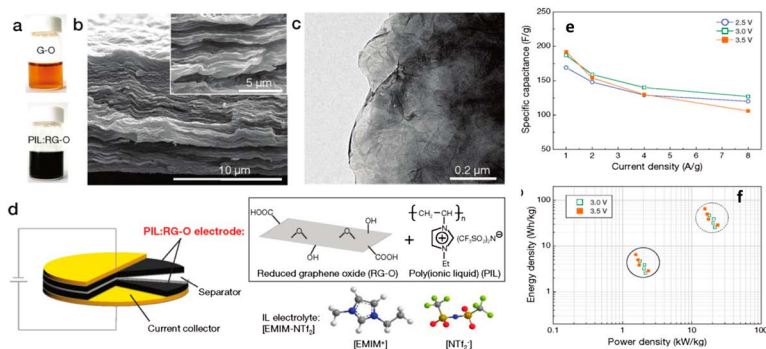 a
G-O
PIL:RG-O
b
5 μm
10 μm
c
0.2 μm
e
Specific capacitance (F/g)
250
200
150
100
50
2.5 V
3.0 V
3.5 V
1 2 4 8
Current density (A/g)
d
PIL:RG-O electrode:
Separator
Current collector
HOOC
OH
O
O
OH
COOH
+
CH2 CH
n
N
N
(CF3SO2)2N⊖
Et
Reduced graphene oxide (RG-O)
Poly(ionic liquid) (PIL)
IL electrolyte:
[EMIM-NTf2]
[EMIM+]
[NTf2-]
f
Energy density (Wh/kg)
100
10
1
3.0 V
3.5 V
0.1 1 10 100
Power density (kW/kg)